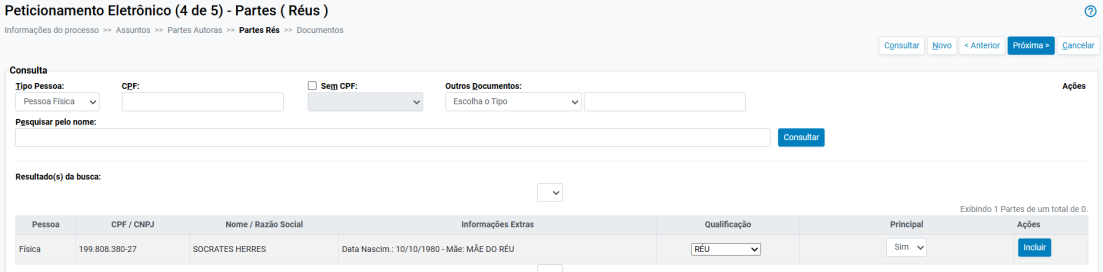 Peticionamento Eletrônico (4 de 5) - Partes ( Réus )
Informações do processo >> Assuntos >> Partes Autoras >> Partes Rés >> Documentos
Consultar Novo < Anterior Próxima > Cancelar
Consulta
Tipo Pessoa: CPF: Sem CPF: Outros Documentos: Ações
Pessoa Física Escolha o Tipo
Pesquisar pelo nome:
Consultar
Resultado(s) da busca:
Exibindo 1 Partes de um total de 0.
Pessoa CPF / CNPJ Nome / Razão Social Informações Extras Qualificação Principal Ações
Física 199.808.380-27 SOCRATES HERRES Data Nascim.: 10/10/1980 - Mãe: MÃE DO RÉU RÉU Sim Incluir